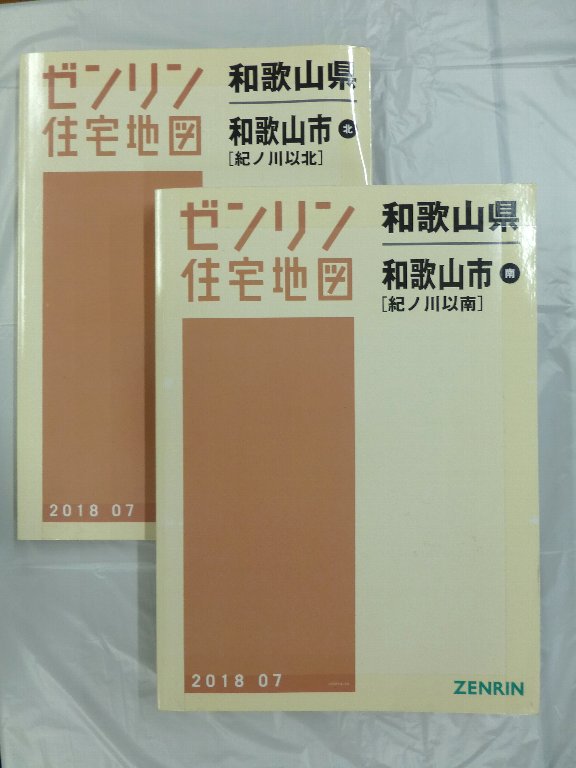 ゼンリン
住宅地図
和歌山県
和歌山市 北
[紀ノ川以北]
2018 07
ゼンリン
住宅地図
和歌山県
和歌山市 南
[紀ノ川以南]
2018 07
ZENRIN